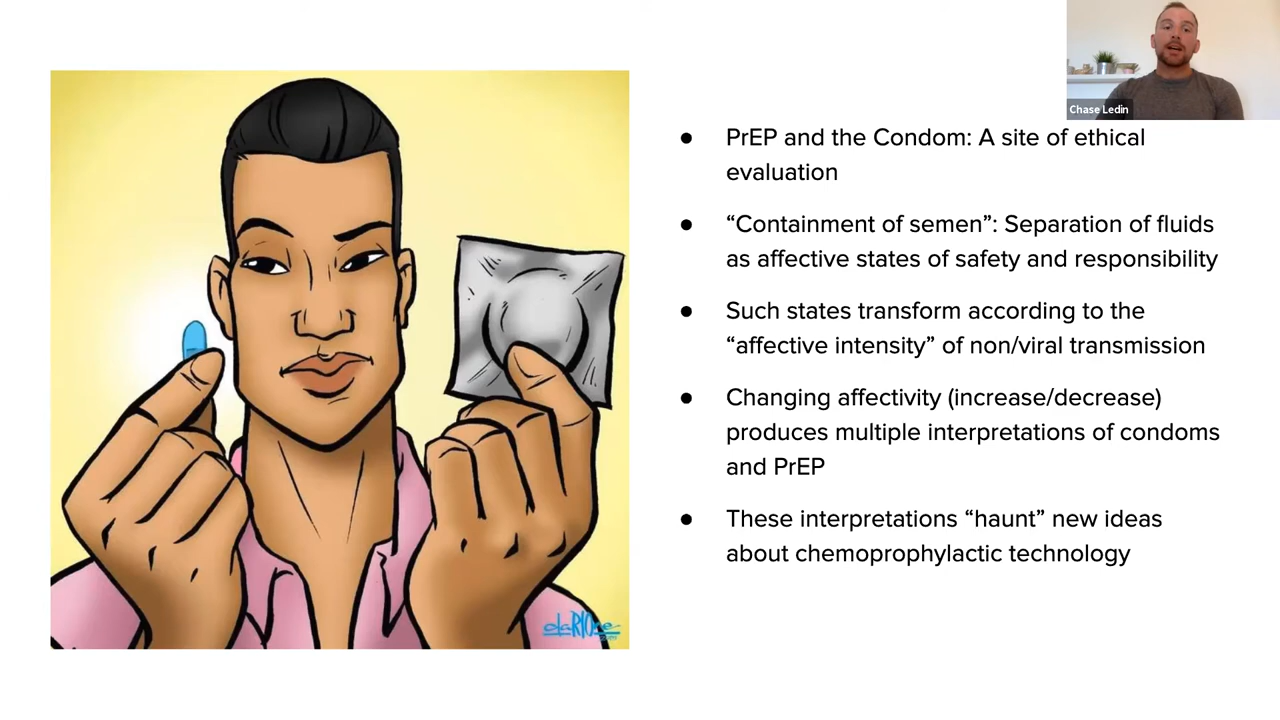 Chase Ledin
● PrEP and the Condom: A site of ethical
evaluation
● “Containment of semen”: Separation of fluids
as affective states of safety and responsibility
● Such states transform according to the
“affective intensity” of non/viral transmission
● Changing affectivity (increase/decrease)
produces multiple interpretations of condoms
and PrEP
● These interpretations “haunt” new ideas
about chemoprophylactic technology